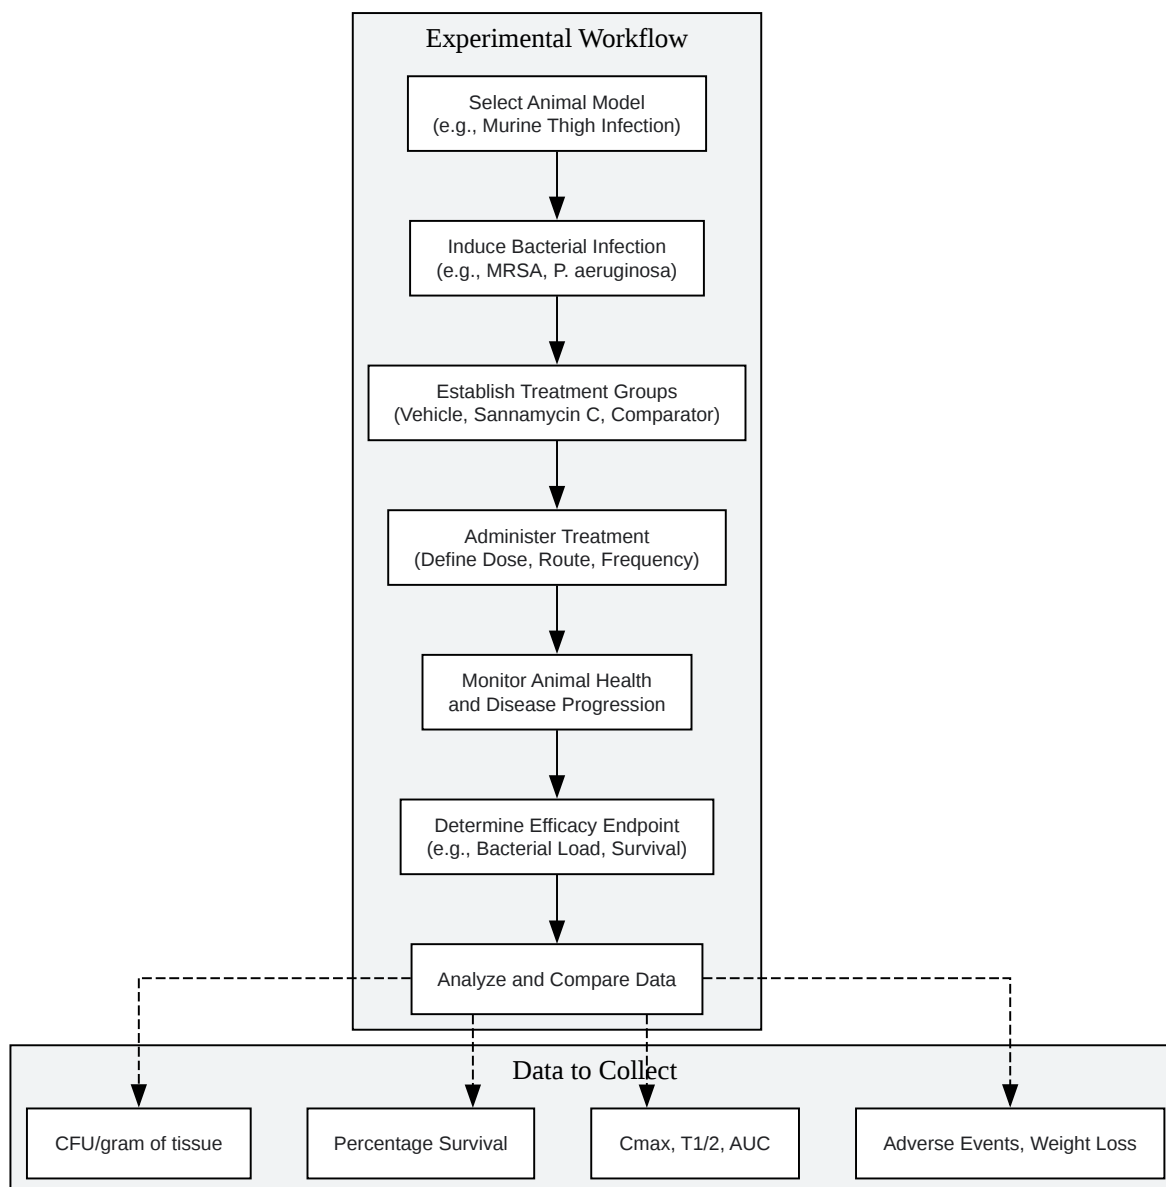 Experimental Workflow
Select Animal Model
(e.g., Murine Thigh Infection)
Induce Bacterial Infection
(e.g., MRSA, P. aeruginosa)
Establish Treatment Groups
(Vehicle, Sannamycin C, Comparator)
Administer Treatment
(Define Dose, Route, Frequency)
Monitor Animal Health
and Disease Progression
Determine Efficacy Endpoint
(e.g., Bacterial Load, Survival)
Analyze and Compare Data
Data to Collect
CFU/gram of tissue
Percentage Survival
Cmax, T1/2, AUC
Adverse Events, Weight Loss